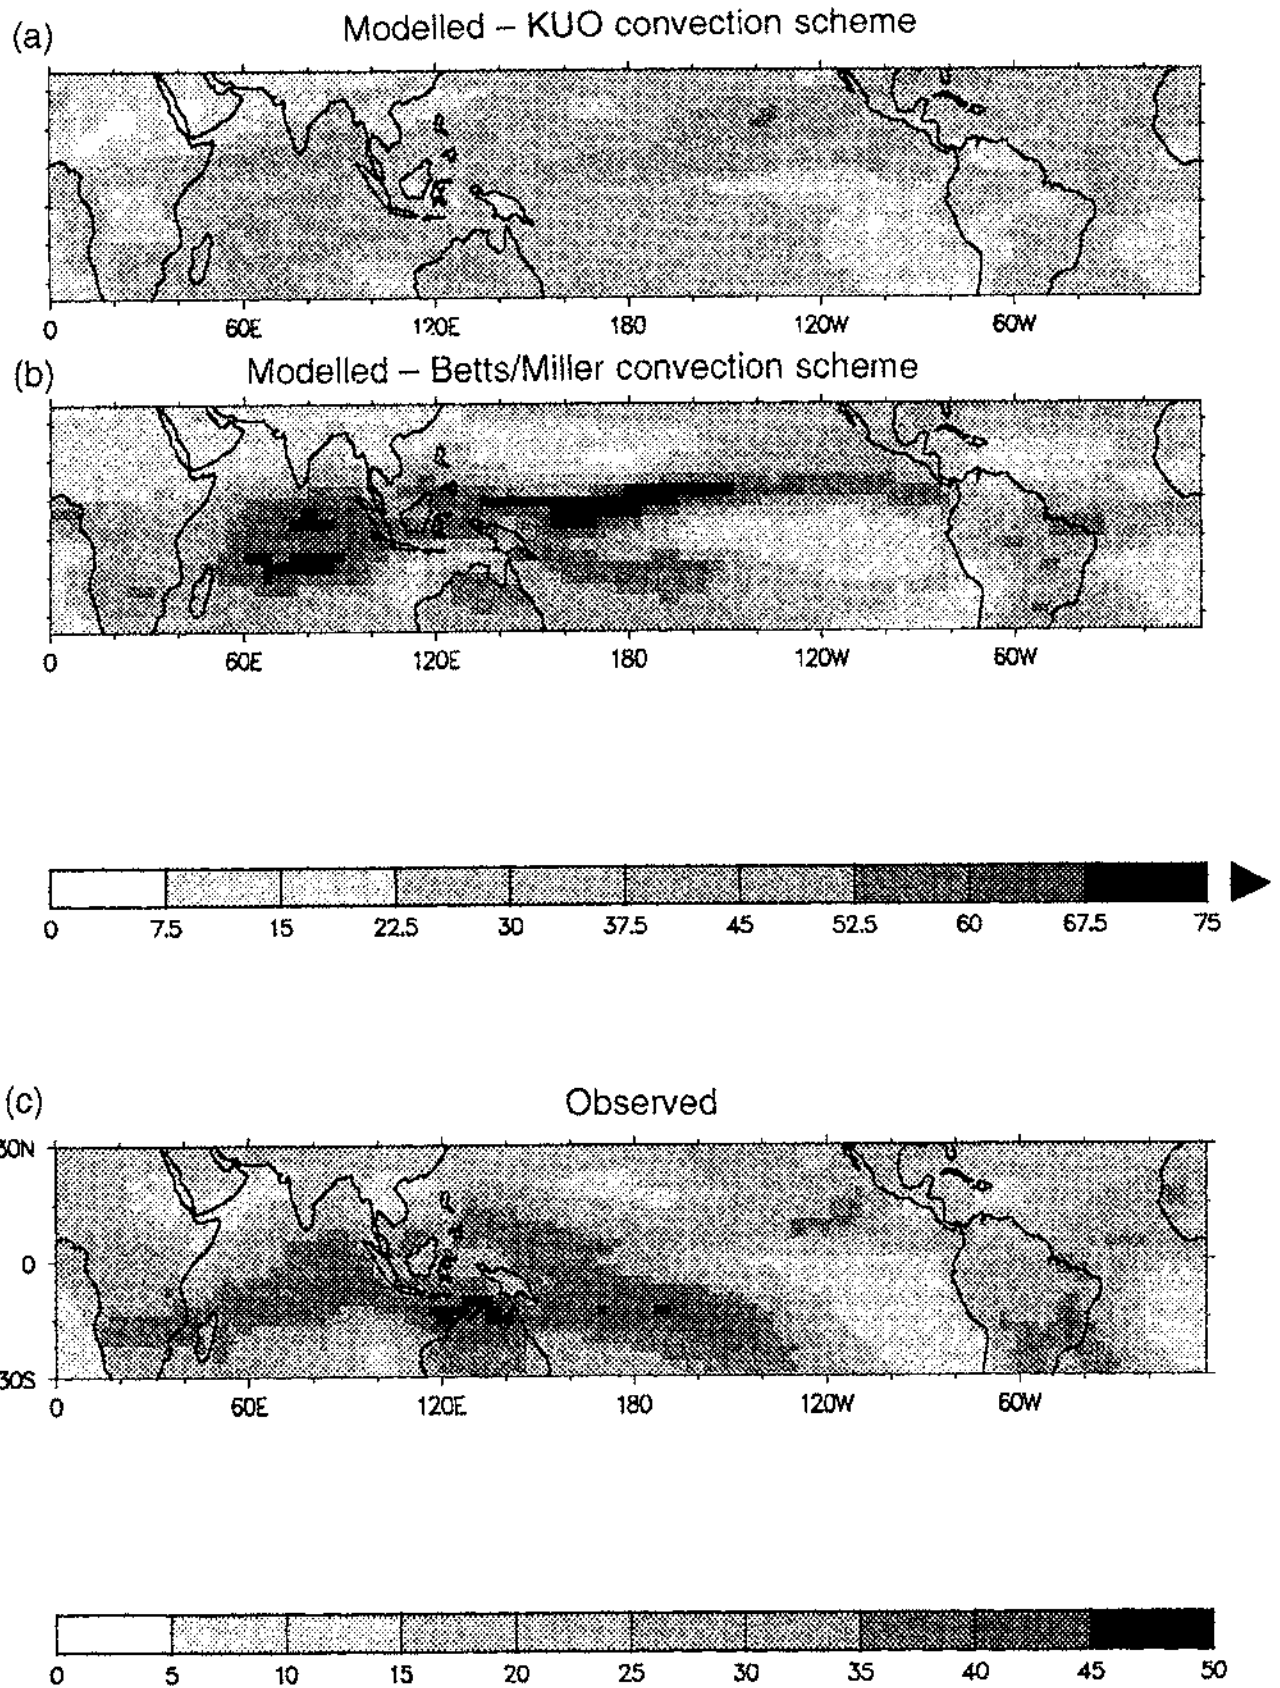 (a)
Modelled – KUO convection scheme
0 60E 120E 180 120W 60W
(b)
Modelled – Betts/Miller convection scheme
0 60E 120E 180 120W 60W
0 7.5 15 22.5 30 37.5 45 52.5 60 67.5 75
(c)
Observed
30N
0
30S
0 60E 120E 180 120W 60W
0 5 10 15 20 25 30 35 40 45 50